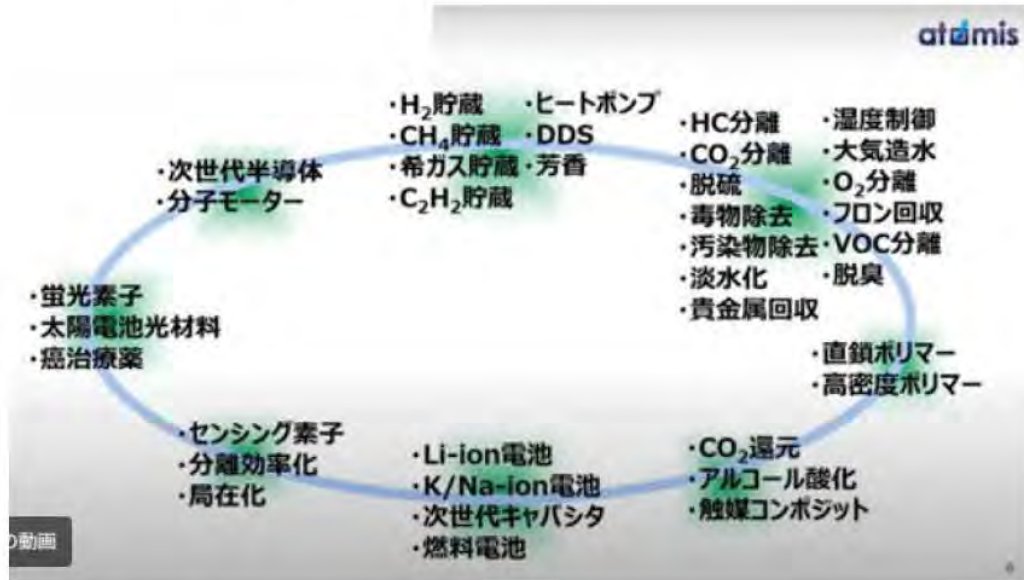 atomis
・H₂貯蔵
・CH₄貯蔵
・希ガス貯蔵
・C₂H₂貯蔵
・ヒートポンプ
・DDS
・芳香
・HC分離
・CO₂分離
・脱硫
・毒物除去
・汚染物除去
・淡水化
・貴金属回収
・湿度制御
・大気造水
・O₂分離
・フロン回収
・VOC分離
・脱臭
・次世代半導体
・分子モーター
・蛍光素子
・太陽電池光材料
・癌治療薬
・直鎖ポリマー
・高密度ポリマー
・センシング素子
・分離効率化
・局在化
・Li-ion電池
・K/Na-ion電池
・次世代キャパシタ
・燃料電池
・CO₂還元
・アルコール酸化
・触媒コンポジット
の動画